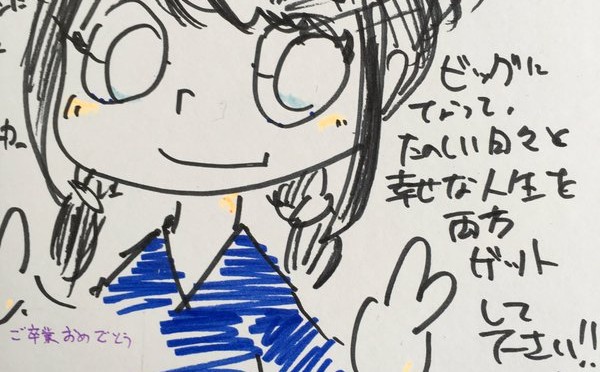 ビッグに
なって、
たのしい日々と
幸せな人生を
両方
ゲット
して
下さい!!
ご卒業おめでとう